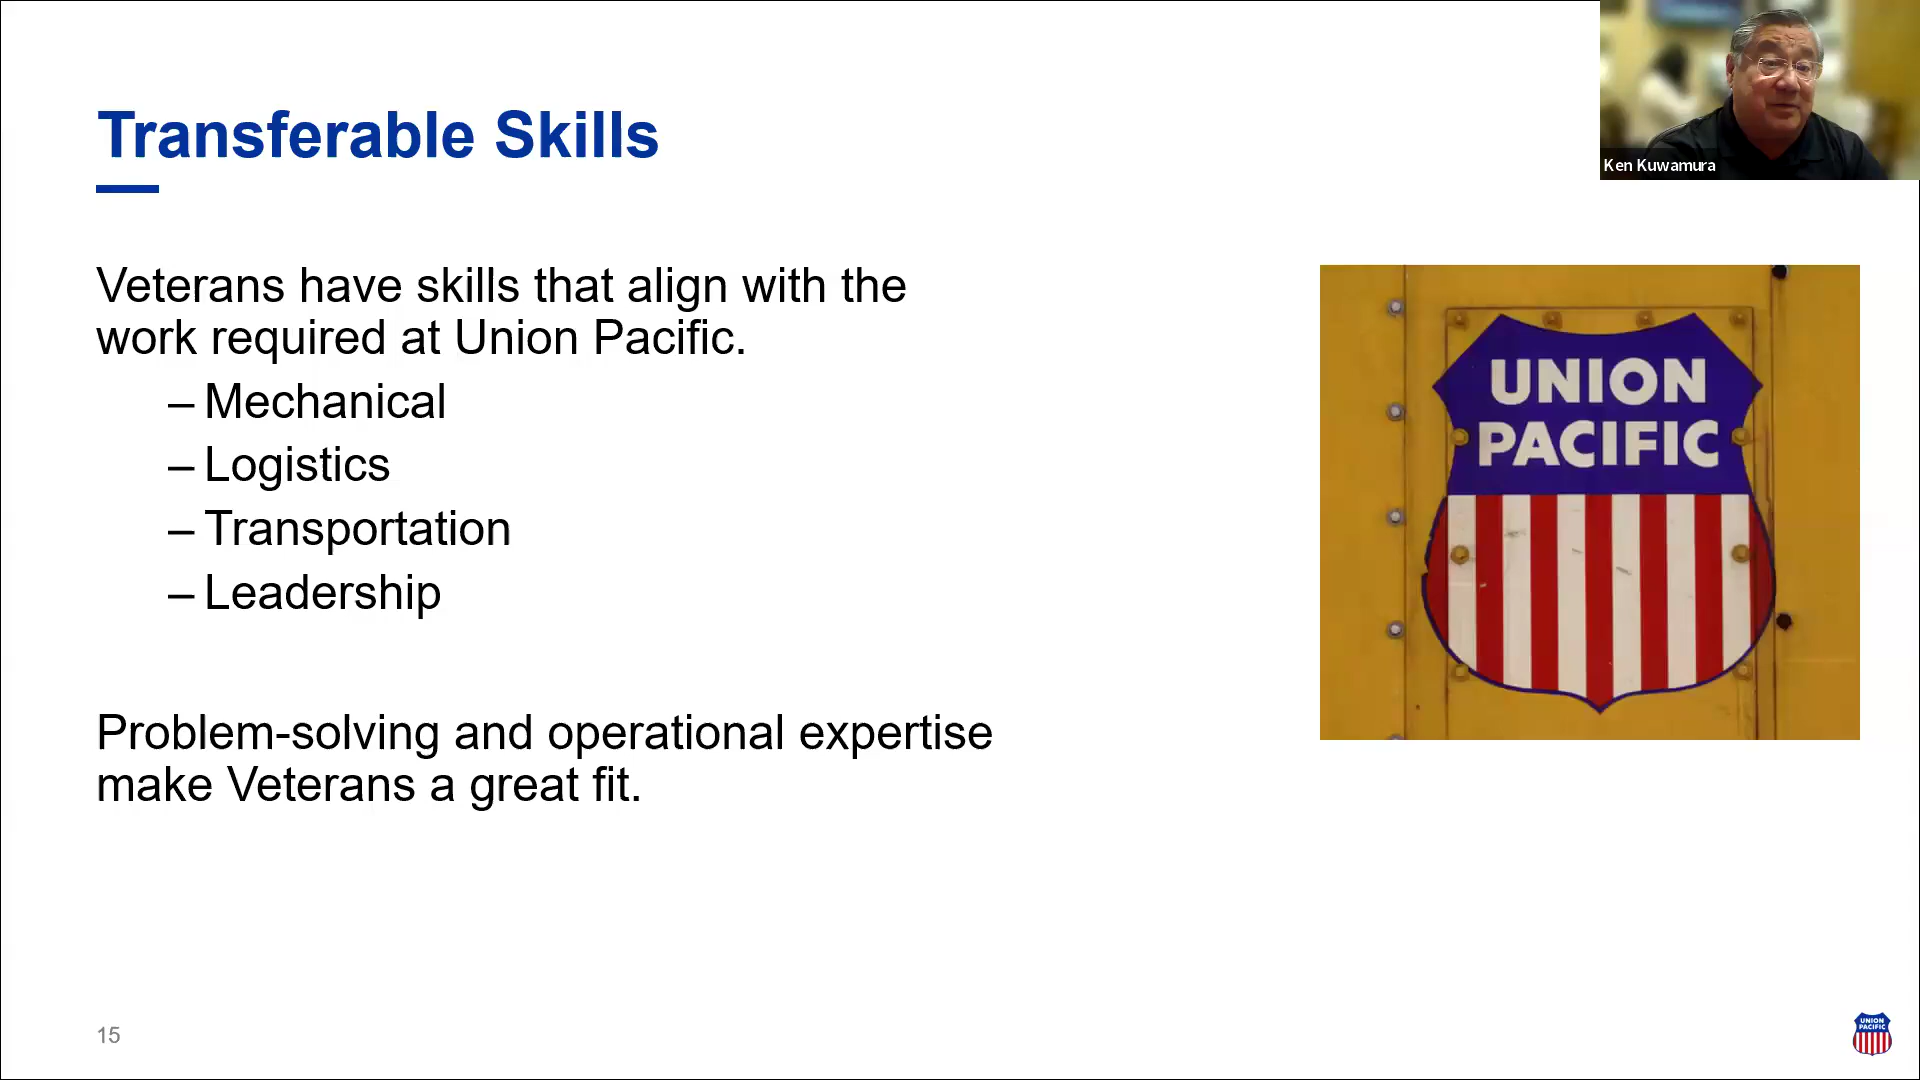 Transferable Skills
Ken Kuwamura
Veterans have skills that align with the
work required at Union Pacific.
– Mechanical
– Logistics
– Transportation
– Leadership
UNION
PACIFIC
Problem-solving and operational expertise
make Veterans a great fit.
15
UNION
PACIFIC